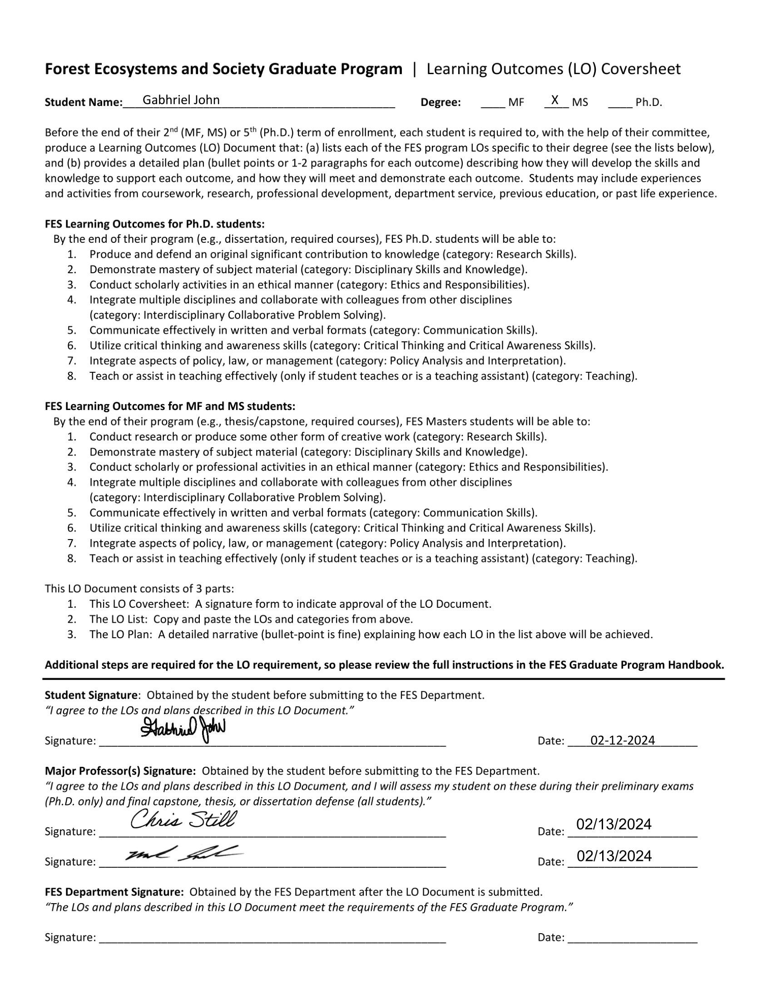 Forest Ecosystems and Society Graduate Program | Learning Outcomes (LO) Coversheet
Student Name: Gabhriel John Degree: ____ MF X MS ____ Ph.D.
Before the end of their 2nd (MF, MS) or 5th (Ph.D.) term of enrollment, each student is required to, with the help of their committee,
produce a Learning Outcomes (LO) Document that: (a) lists each of the FES program LOs specific to their degree (see the lists below),
and (b) provides a detailed plan (bullet points or 1-2 paragraphs for each outcome) describing how they will develop the skills and
knowledge to support each outcome, and how they will meet and demonstrate each outcome. Students may include experiences
and activities from coursework, research, professional development, department service, previous education, or past life experience.
FES Learning Outcomes for Ph.D. students:
By the end of their program (e.g., dissertation, required courses), FES Ph.D. students will be able to:
1. Produce and defend an original significant contribution to knowledge (category: Research Skills).
2. Demonstrate mastery of subject material (category: Disciplinary Skills and Knowledge).
3. Conduct scholarly activities in an ethical manner (category: Ethics and Responsibilities).
4. Integrate multiple disciplines and collaborate with colleagues from other disciplines
(category: Interdisciplinary Collaborative Problem Solving).
5. Communicate effectively in written and verbal formats (category: Communication Skills).
6. Utilize critical thinking and awareness skills (category: Critical Thinking and Critical Awareness Skills).
7. Integrate aspects of policy, law, or management (category: Policy Analysis and Interpretation).
8. Teach or assist in teaching effectively (only if student teaches or is a teaching assistant) (category: Teaching).
FES Learning Outcomes for MF and MS students:
By the end of their program (e.g., thesis/capstone, required courses), FES Masters students will be able to:
1. Conduct research or produce some other form of creative work (category: Research Skills).
2. Demonstrate mastery of subject material (category: Disciplinary Skills and Knowledge).
3. Conduct scholarly or professional activities in an ethical manner (category: Ethics and Responsibilities).
4. Integrate multiple disciplines and collaborate with colleagues from other disciplines
(category: Interdisciplinary Collaborative Problem Solving).
5. Communicate effectively in written and verbal formats (category: Communication Skills).
6. Utilize critical thinking and awareness skills (category: Critical Thinking and Critical Awareness Skills).
7. Integrate aspects of policy, law, or management (category: Policy Analysis and Interpretation).
8. Teach or assist in teaching effectively (only if student teaches or is a teaching assistant) (category: Teaching).
This LO Document consists of 3 parts:
1. This LO Coversheet: A signature form to indicate approval of the LO Document.
2. The LO List: Copy and paste the LOs and categories from above.
3. The LO Plan: A detailed narrative (bullet-point is fine) explaining how each LO in the list above will be achieved.
Additional steps are required for the LO requirement, so please review the full instructions in the FES Graduate Program Handbook.
Student Signature: Obtained by the student before submitting to the FES Department.
“I agree to the LOs and plans described in this LO Document.”
Signature: Gabhriel John Date: 02-12-2024
Major Professor(s) Signature: Obtained by the student before submitting to the FES Department.
“I agree to the LOs and plans described in this LO Document, and I will assess my student on these during their preliminary exams
(Ph.D. only) and final capstone, thesis, or dissertation defense (all students).”
Signature: Chris Still Date: 02/13/2024
Signature: Date: 02/13/2024
FES Department Signature: Obtained by the FES Department after the LO Document is submitted.
“The LOs and plans described in this LO Document meet the requirements of the FES Graduate Program.”
Signature: Date: